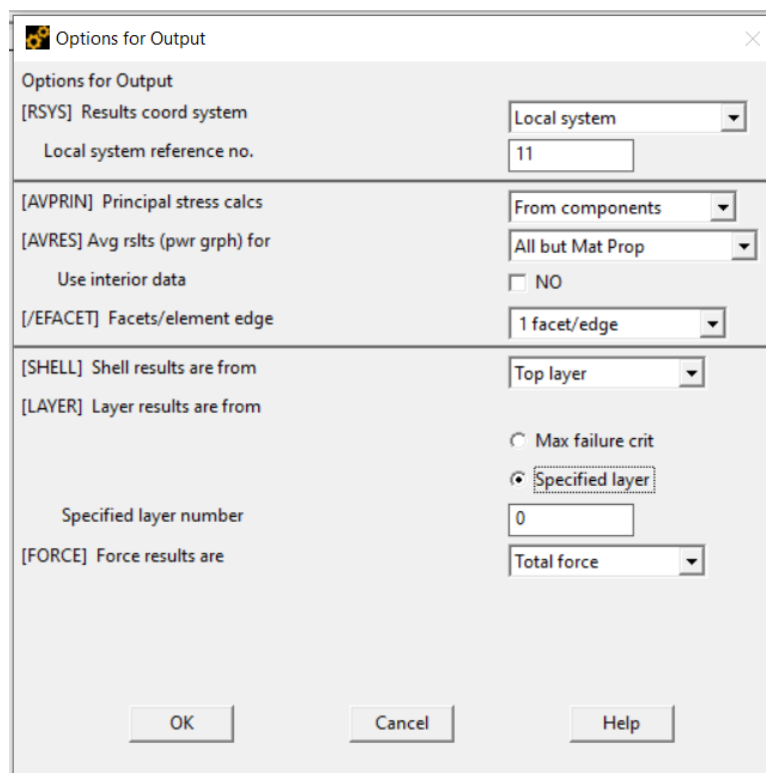 Options for Output
Options for Output
[RSYS] Results coord system Local system
Local system reference no. 11
[AVPRIN] Principal stress calcs From components
[AVRES] Avg rslts (pwr grph) for All but Mat Prop
Use interior data NO
[/EFACET] Facets/element edge 1 facet/edge
[SHELL] Shell results are from Top layer
[LAYER] Layer results are from
Max failure crit
Specified layer
Specified layer number 0
[FORCE] Force results are Total force
OK Cancel Help